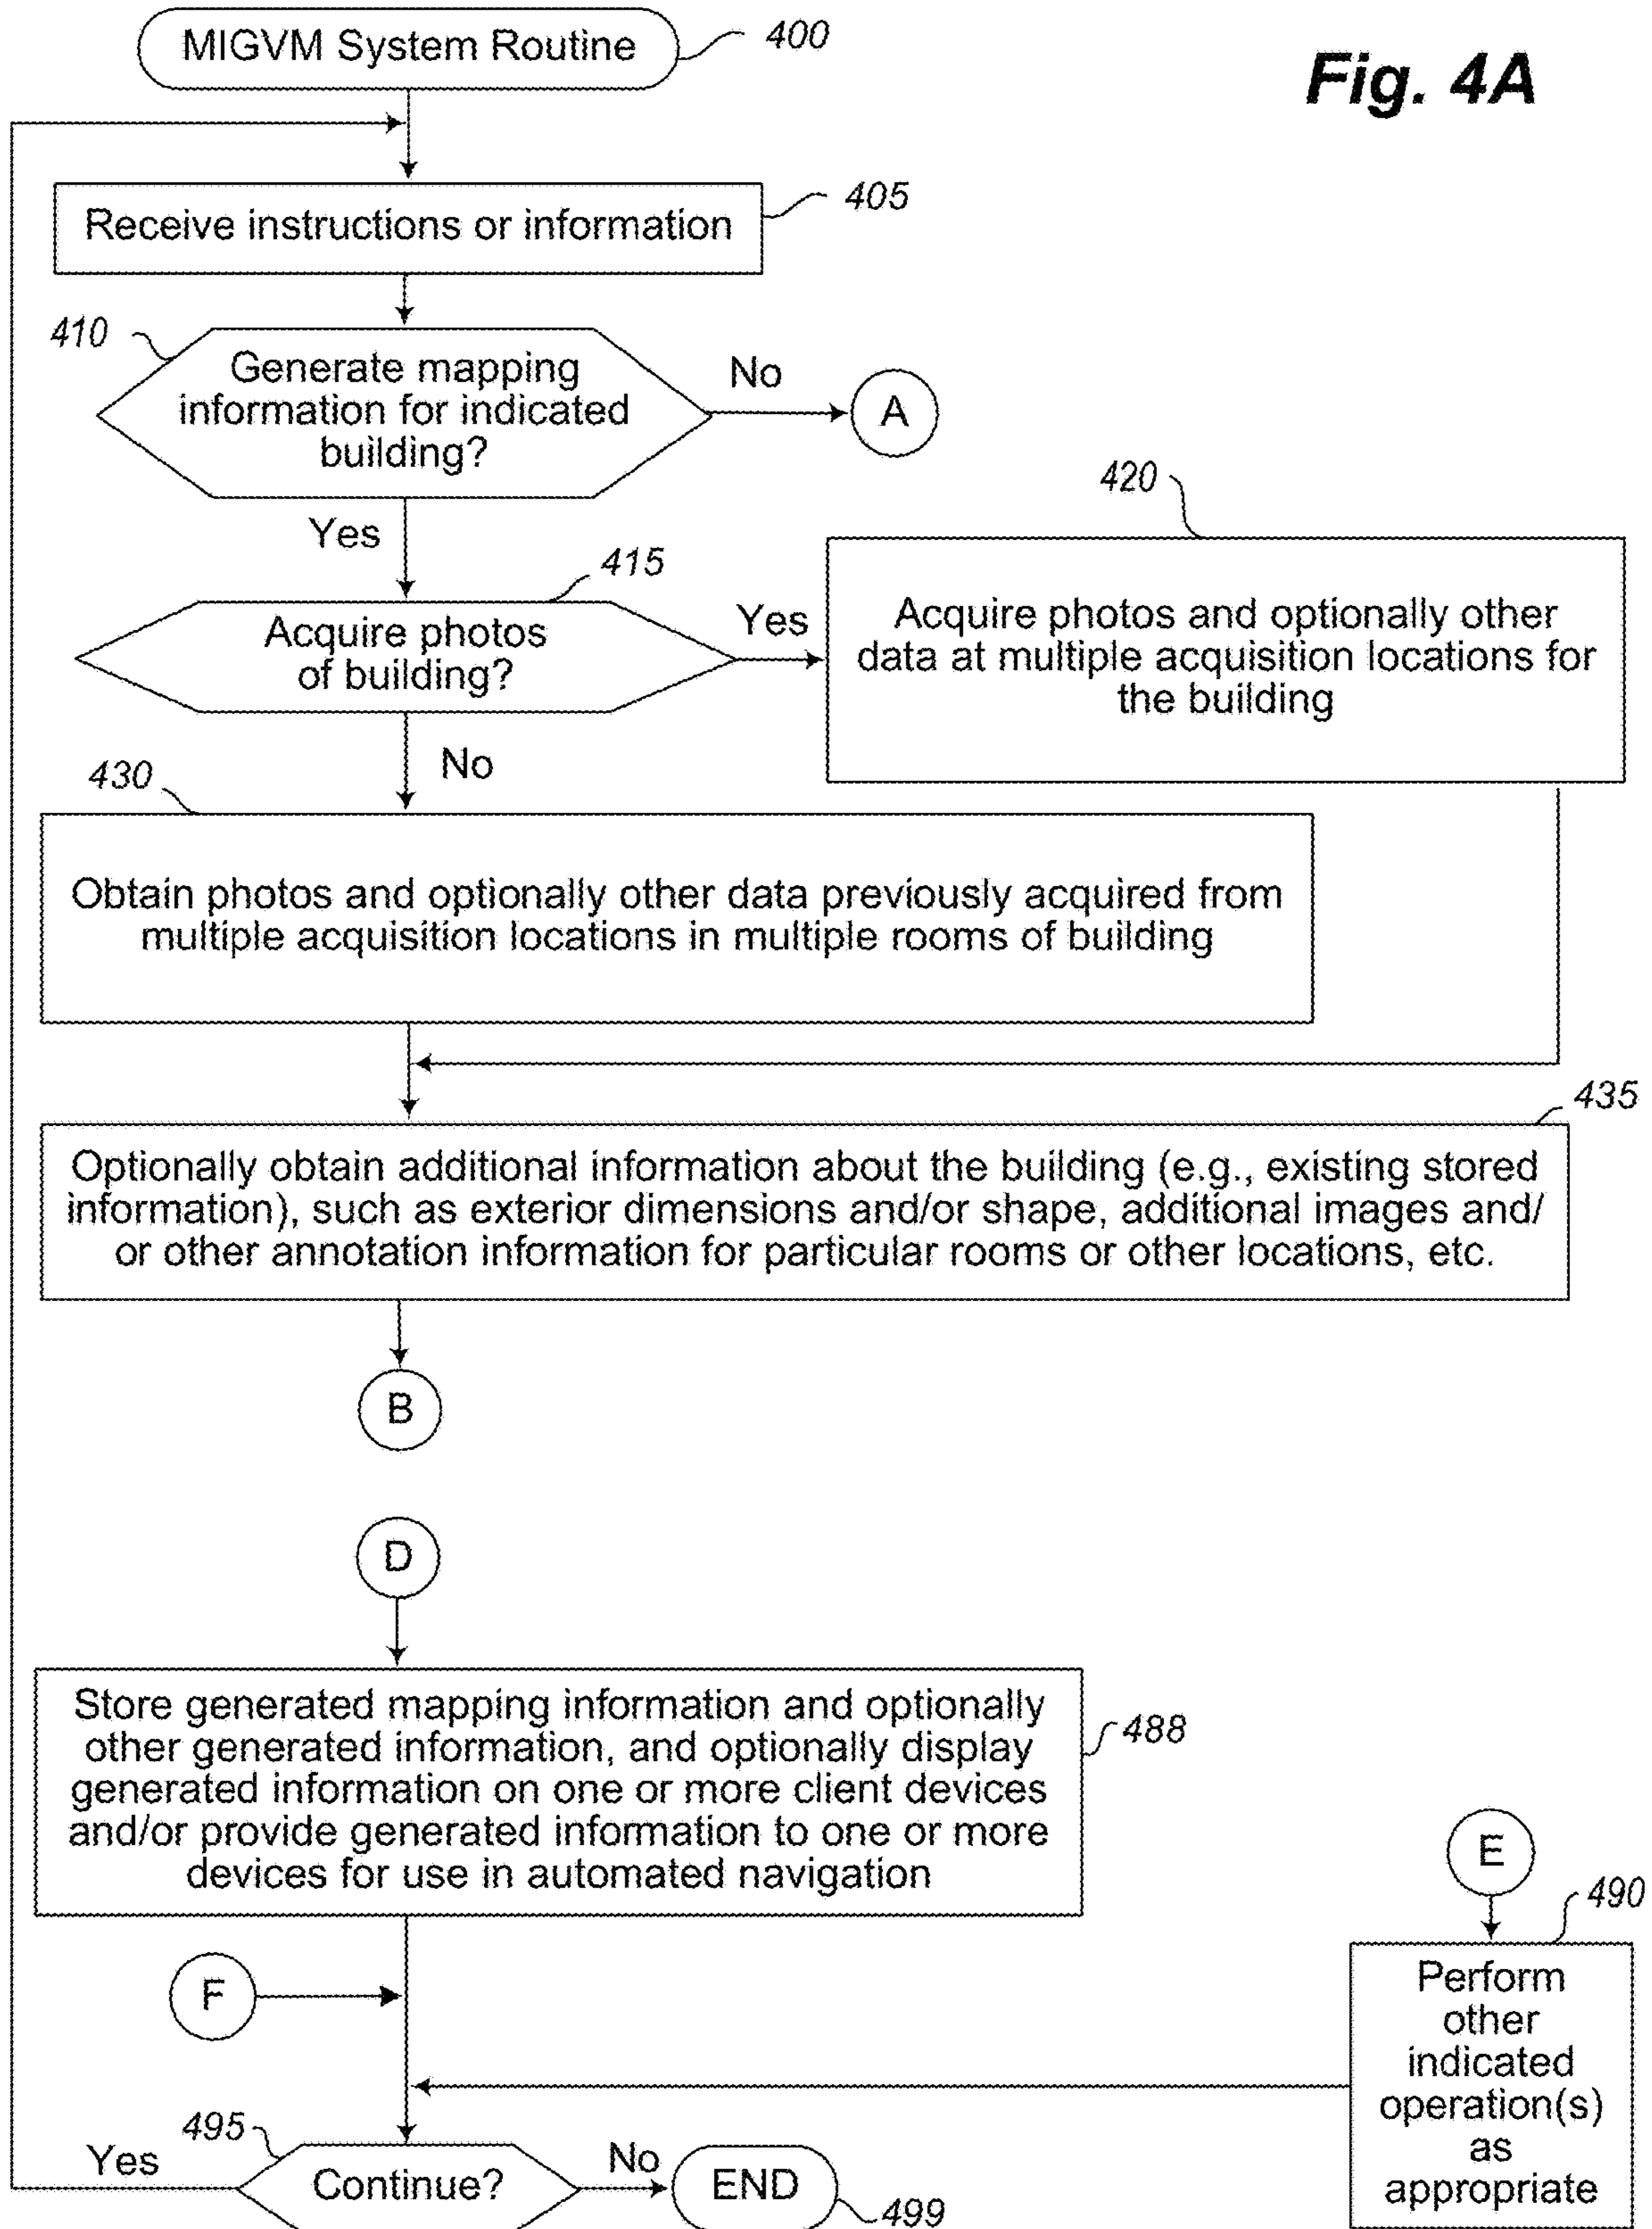 MIGVM System Routine
400
Fig. 4A
Receive instructions or information
405
410
Generate mapping
information for indicated
building?
No
A
Yes
415
Acquire photos
of building?
Yes
420
Acquire photos and optionally other
data at multiple acquisition locations for
the building
No
430
Obtain photos and optionally other data previously acquired from
multiple acquisition locations in multiple rooms of building
435
Optionally obtain additional information about the building (e.g., existing stored
information), such as exterior dimensions and/or shape, additional images and/
or other annotation information for particular rooms or other locations, etc.
B
D
Store generated mapping information and optionally
other generated information, and optionally display
generated information on one or more client devices
and/or provide generated information to one or more
devices for use in automated navigation
488
E
490
Perform
other
indicated
operation(s)
as
appropriate
F
495
Yes
Continue?
No
END
499